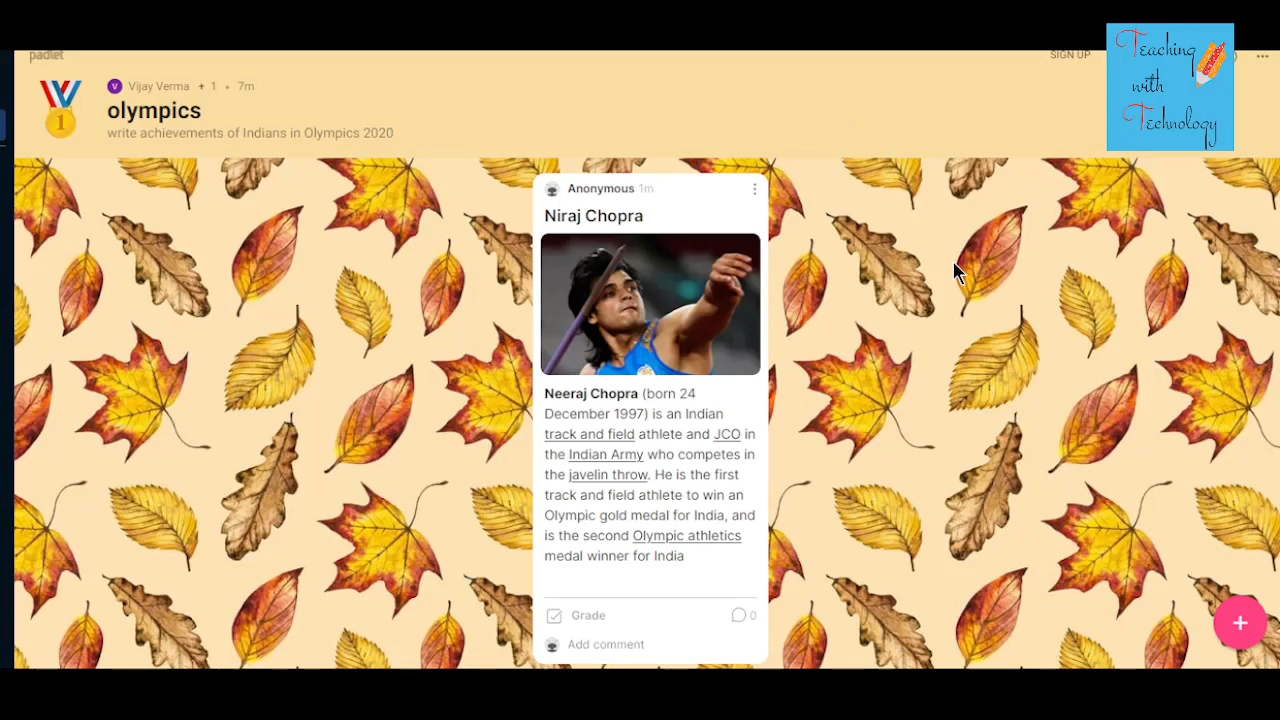 padlet
SIGN UP
Teaching
with
Technology
V Vijay Verma + 1 • 7m
olympics
write achievements of Indians in Olympics 2020
1
Anonymous 1m
Niraj Chopra
Neeraj Chopra (born 24
December 1997) is an Indian
track and field athlete and JCO in
the Indian Army who competes in
the javelin throw. He is the first
track and field athlete to win an
Olympic gold medal for India, and
is the second Olympic athletics
medal winner for India
Grade
0
Add comment
+